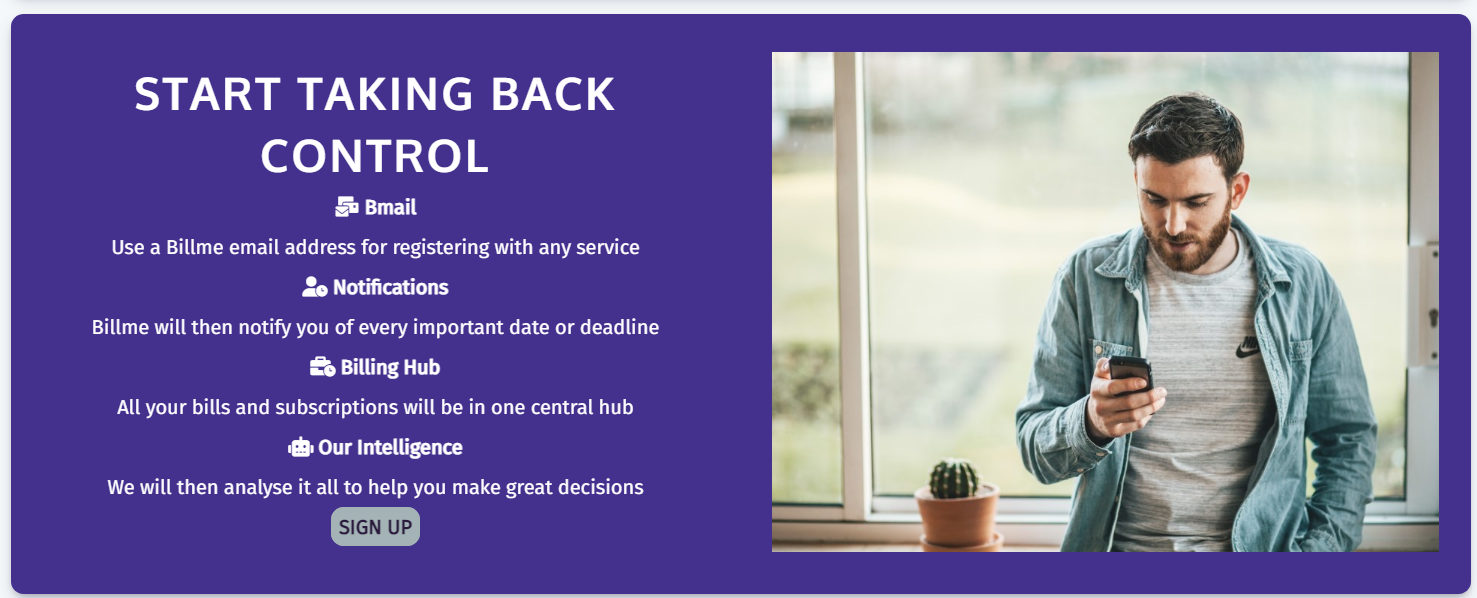 START TAKING BACK
CONTROL
Bmail
Use a Billme email address for registering with any service
Notifications
Billme will then notify you of every important date or deadline
Billing Hub
All your bills and subscriptions will be in one central hub
Our Intelligence
We will then analyse it all to help you make great decisions
SIGN UP